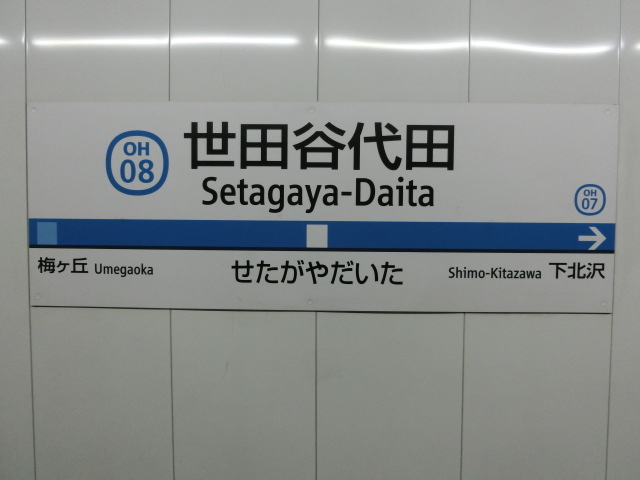 OH
08
世田谷代田
Setagaya-Daita
OH
07
梅ヶ丘 Umegaoka
せたがやだいた
Shimo-Kitazawa 下北沢